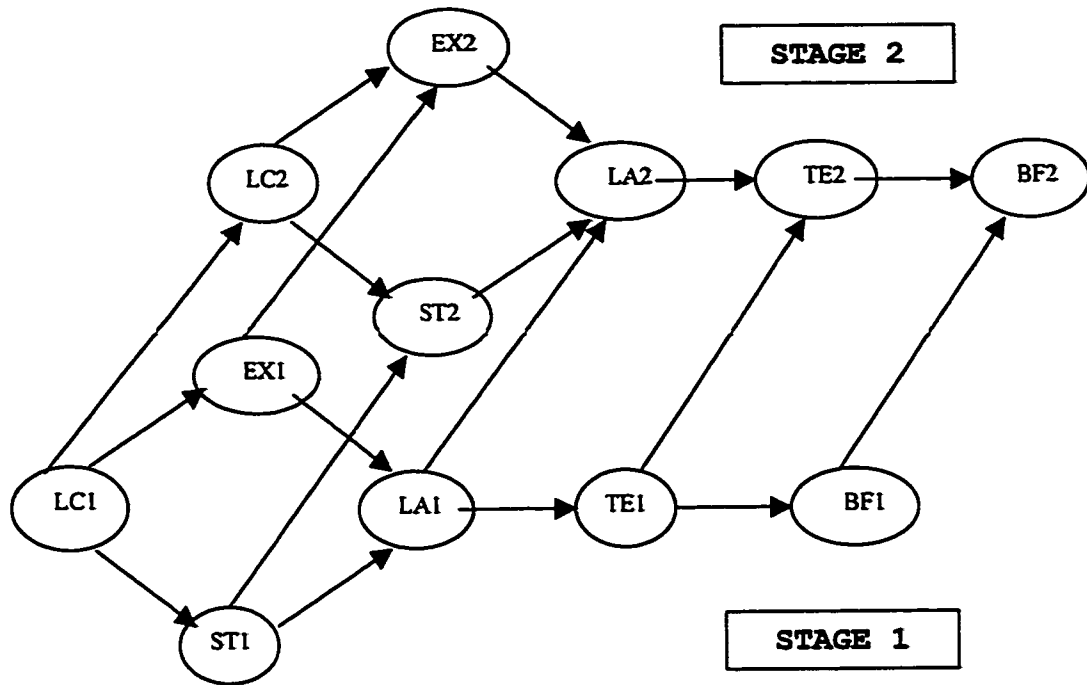 EX2
STAGE 2
LC2
LA2
TE2
BF2
ST2
EX1
LC1
LA1
TE1
BF1
ST1
STAGE 1